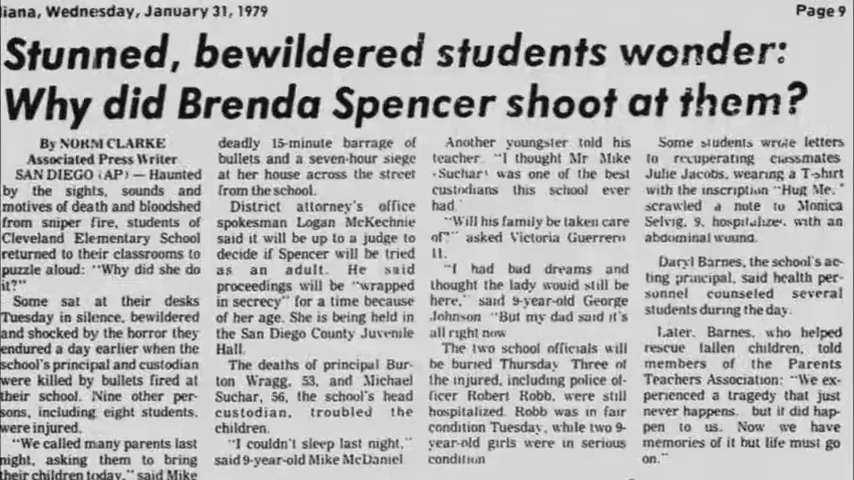 liana, Wednesday, January 31, 1979
Page 9
Stunned, bewildered students wonder:
Why did Brenda Spencer shoot at them?
By NORM CLARKE
Associated Press Writer
SAN DIEGO (AP) — Haunted
by the sights, sounds and
motives of death and bloodshed
from sniper fire, students of
Cleveland Elementary School
returned to their classrooms to
puzzle aloud: "Why did she do
it?"
Some sat at their desks
Tuesday in silence, bewildered
and shocked by the horror they
endured a day earlier when the
school's principal and custodian
were killed by bullets fired at
their school. Nine other per-
sons, including eight students,
were injured.
"We called many parents last
night, asking them to bring
their children today," said Mike
deadly 15-minute barrage of
bullets and a seven-hour siege
at her house across the street
from the school.
District attorney's office
spokesman Logan McKechnie
said it will be up to a judge to
decide if Spencer will be tried
as an adult. He said
proceedings will be "wrapped
in secrecy" for a time because
of her age. She is being held in
the San Diego County Juvenile
Hall.
The deaths of principal Bur-
ton Wragg, 53, and Michael
Suchar, 56, the school's head
custodian, troubled the
children.
"I couldn't sleep last night,"
said 9-year-old Mike McDaniel
Another youngster told his
teacher "I thought Mr Mike
(Suchar) was one of the best
custodians this school ever
had
"Will his family be taken care
of?" asked Victoria Guerrero
11.
"I had bad dreams and
thought the lady would still be
here," said 9-year-old George
Johnson "But my dad said it's
all right now
The two school officials will
be buried Thursday Three of
the injured, including police of-
ficer Robert Robb, were still
hospitalized. Robb was in fair
condition Tuesday, while two 9-
year-old girls were in serious
condition
Some students wrote letters
to recuperating classmates
Julie Jacobs, wearing a T-shirt
with the inscription "Hug Me,"
scrawled a note to Monica
Selvig, 9, hospitalized with an
abdominal wound.
Daryl Barnes, the school's ac-
ting principal, said health per-
sonnel counseled several
students during the day.
Later, Barnes, who helped
rescue fallen children, told
members of the Parents
Teachers Association: "We ex-
perienced a tragedy that just
never happens, but it did hap-
pen to us. Now we have
memories of it but life must go
on."